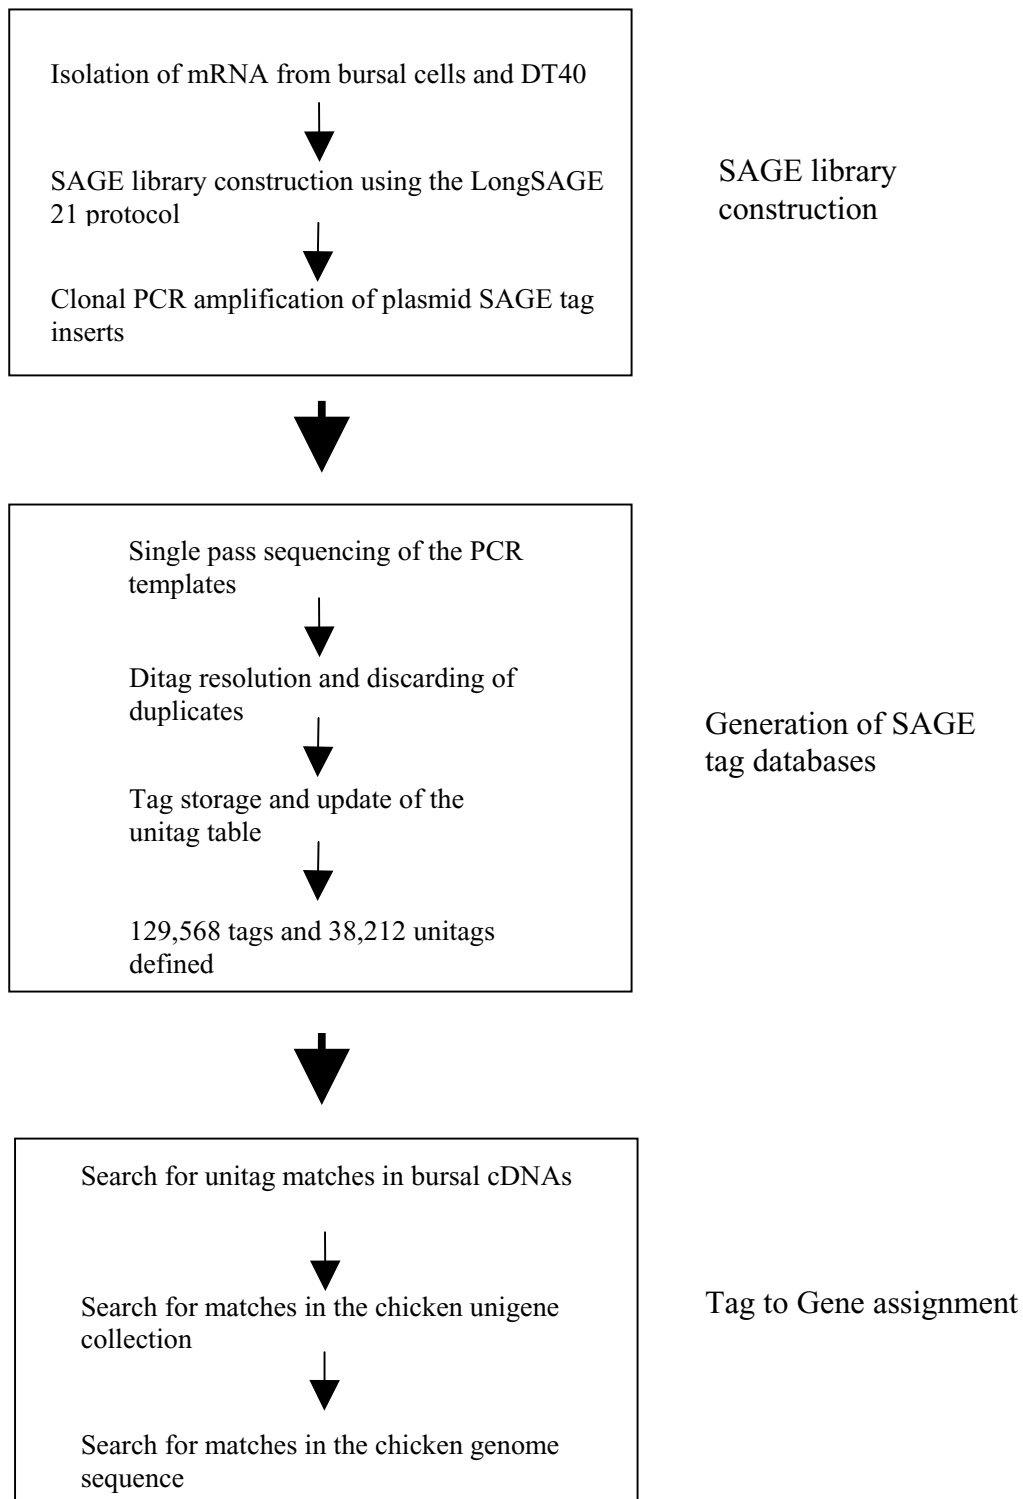 Isolation of mRNA from bursal cells and DT40
SAGE library construction using the LongSAGE
21 protocol
Clonal PCR amplification of plasmid SAGE tag
inserts
SAGE library
construction
Single pass sequencing of the PCR
templates
Ditag resolution and discarding of
duplicates
Tag storage and update of the
unitag table
129,568 tags and 38,212 unitags
defined
Generation of SAGE
tag databases
Search for unitag matches in bursal cDNAs
Search for matches in the chicken unigene
collection
Search for matches in the chicken genome
sequence
Tag to Gene assignment